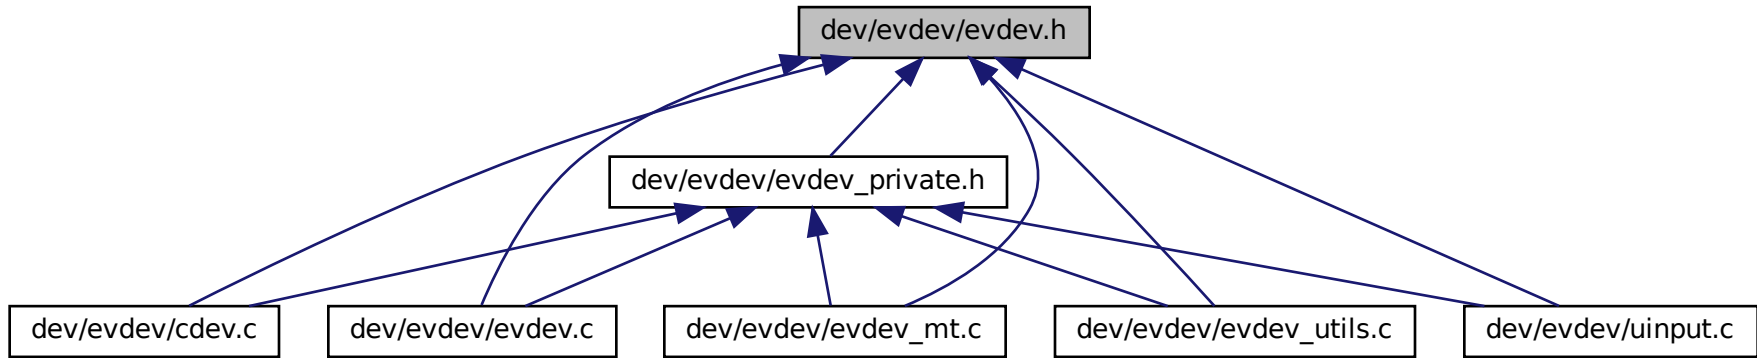 dev/evdev/evdev.h
dev/evdev/evdev_private.h
dev/evdev/cdev.c
dev/evdev/evdev.c
dev/evdev/evdev_mt.c
dev/evdev/evdev_utils.c
dev/evdev/uinput.c